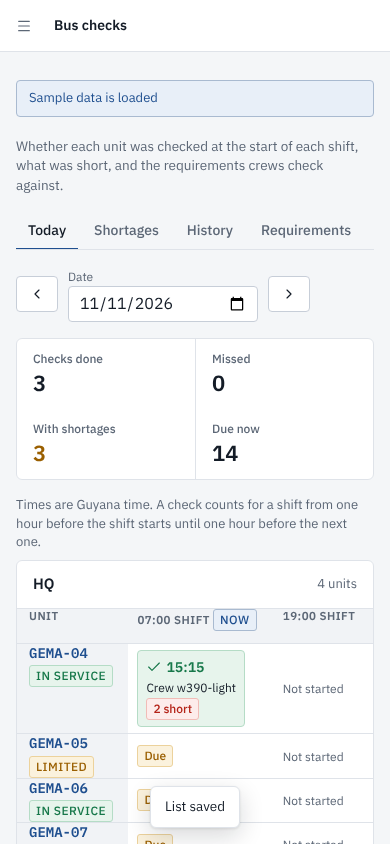 Bus checks
Sample data is loaded
Whether each unit was checked at the start of each shift,
what was short, and the requirements crews check
against.
Today Shortages History Requirements
Date
11/11/2026
Checks done Missed
3 0
With shortages Due now
3 14
Times are Guyana time. A check counts for a shift from one
hour before the shift starts until one hour before the next
one.
HQ 4 units
UNIT 07:00 SHIFT NOW 19:00 SHIFT
GEMA-04
IN SERVICE
15:15
Crew w390-light
2 short
Not started
GEMA-05
LIMITED
Due
Not started
GEMA-06
IN SERVICE
Not started
List saved
GEMA-07